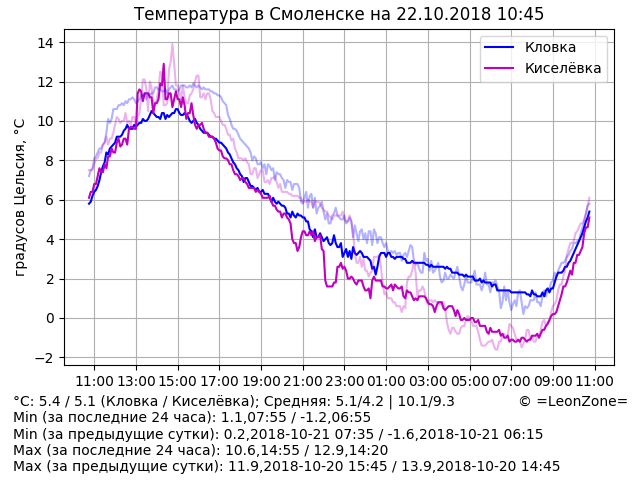 Температура в Смоленске на 22.10.2018 10:45
Кловка
Киселёвка
градусов Цельсия, °C
14
12
10
8
6
4
2
0
−2
11:00 13:00 15:00 17:00 19:00 21:00 23:00 01:00 03:00 05:00 07:00 09:00 11:00
°C: 5.4 / 5.1 (Кловка / Киселёвка); Средняя: 5.1/4.2 | 10.1/9.3 © =LeonZone=
Min (за последние 24 часа): 1.1,07:55 / -1.2,06:55
Min (за предыдущие сутки): 0.2,2018-10-21 07:35 / -1.6,2018-10-21 06:15
Max (за последние 24 часа): 10.6,14:55 / 12.9,14:20
Max (за предыдущие сутки): 11.9,2018-10-20 15:45 / 13.9,2018-10-20 14:45